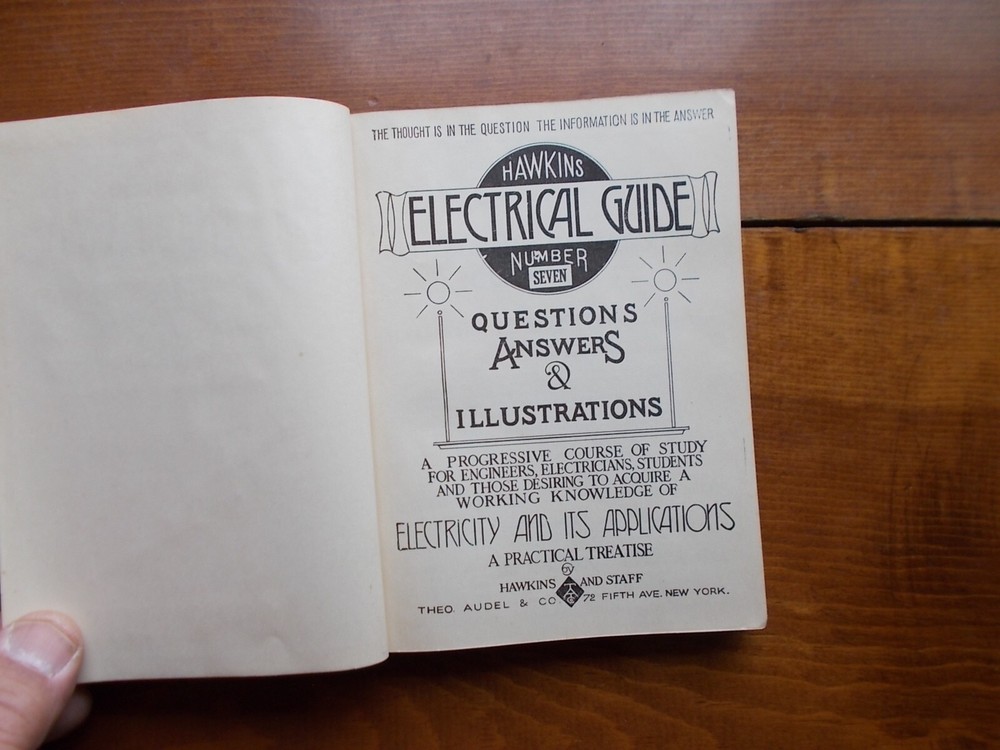 THE THOUGHT IS IN THE QUESTION THE INFORMATION IS IN THE ANSWER
HAWKINS
ELECTRICAL GUIDE
NUMBER
SEVEN
QUESTIONS
ANSWERS
&
ILLUSTRATIONS
A PROGRESSIVE COURSE OF STUDY
FOR ENGINEERS, ELECTRICIANS, STUDENTS
AND THOSE DESIRING TO ACQUIRE A
WORKING KNOWLEDGE OF
ELECTRICITY AND ITS APPLICATIONS
A PRACTICAL TREATISE
BY
HAWKINS AND STAFF
THEO. AUDEL & CO. 72 FIFTH AVE. NEW YORK.